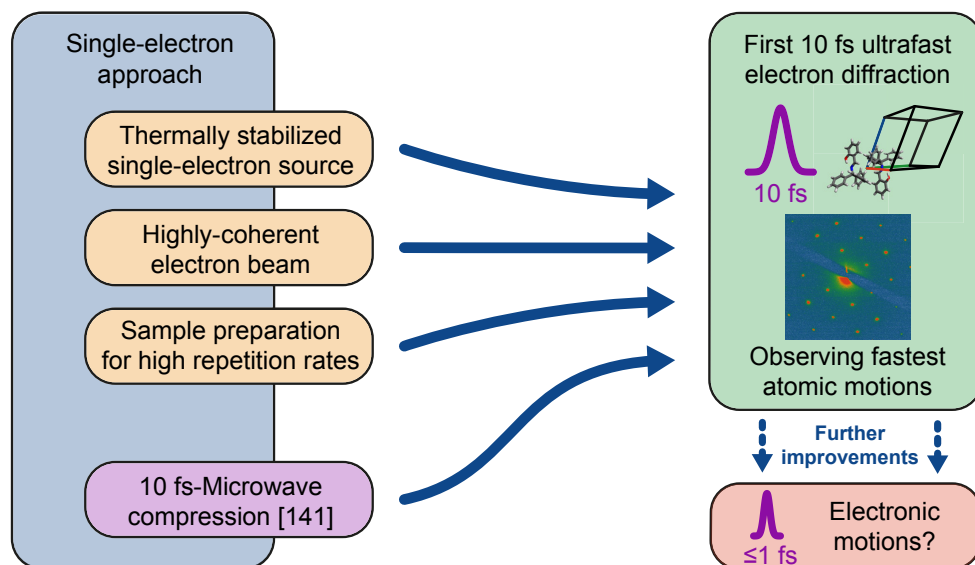 Single-electron
approach
Thermally stabilized
single-electron source
Highly-coherent
electron beam
Sample preparation
for high repetition rates
10 fs-Microwave
compression [141]
First 10 fs ultrafast
electron diffraction
10 fs
Observing fastest
atomic motions
Further
improvements
≤1 fs
Electronic
motions?